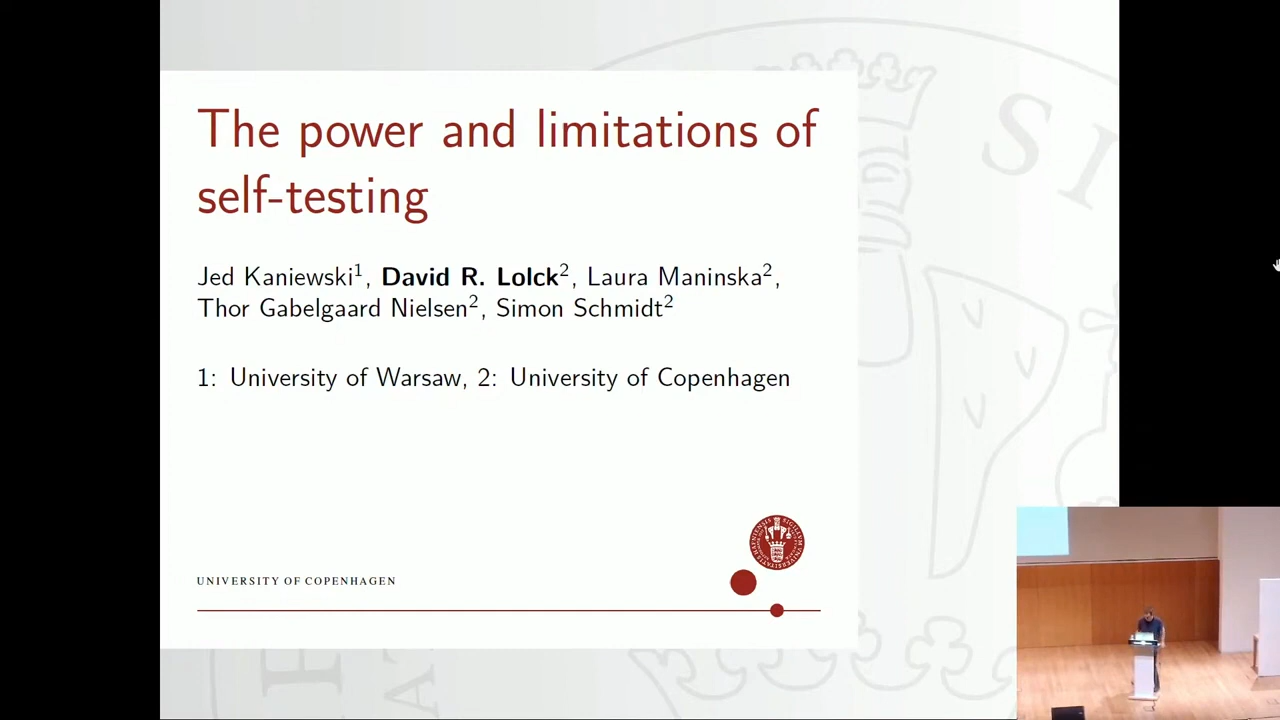 The power and limitations of
self-testing
Jed Kaniewski¹, David R. Lolck², Laura Maninska²,
Thor Gabelgaard Nielsen², Simon Schmidt²
1: University of Warsaw, 2: University of Copenhagen
UNIVERSITY OF COPENHAGEN
SI